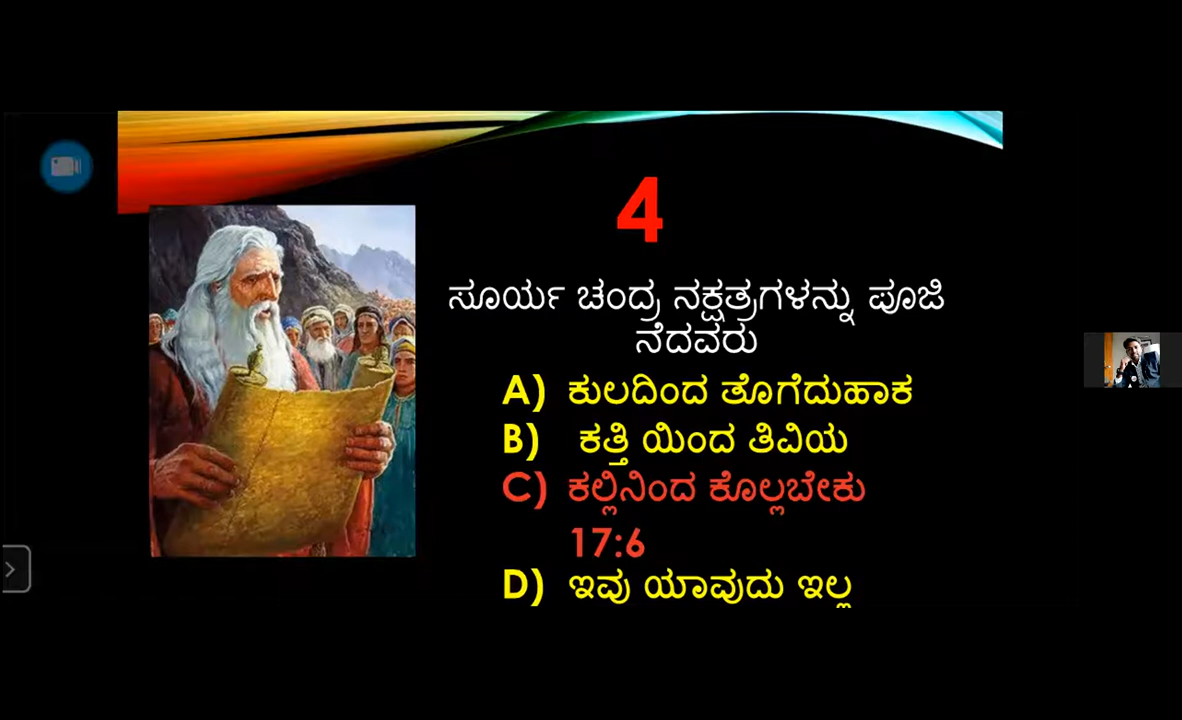 4
ಸೂರ್ಯ ಚಂದ್ರ ನಕ್ಷತ್ರಗಳನ್ನು ಪೂಜಿ
ನೆದವರು
A) ಕುಲದಿಂದ ತೊಗೆದುಹಾಕ
B) ಕತ್ತಿ ಯಿಂದ ತಿವಿಯ
C) ಕಲ್ಲಿನಿಂದ ಕೊಲ್ಲಬೇಕು
17:6
D) ಇವು ಯಾವುದು ಇಲ್ಲ